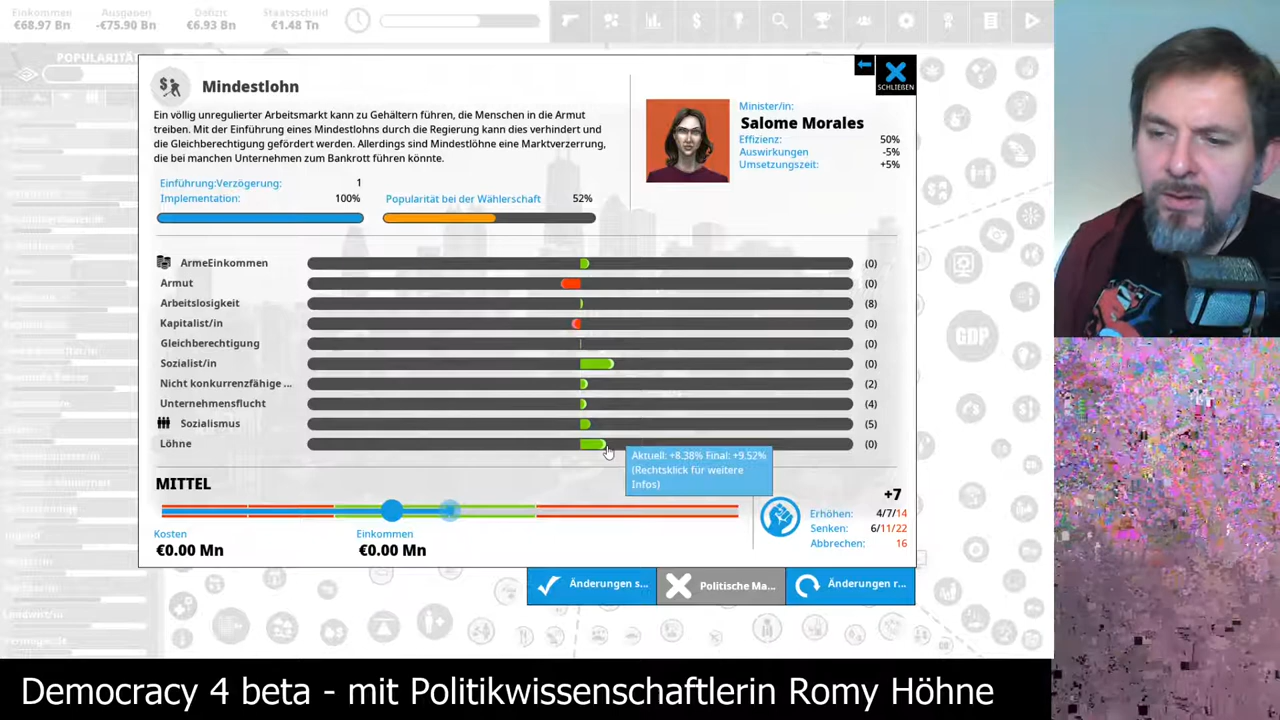 Einkommen
Ausgaben
Defizit
Staatsschuld
€68.97 Bn
-€75.90 Bn
€6.93 Bn
€1.48 Tn
POPULARITÄT
Mindestlohn
SCHLIEßEN
Ein völlig unregulierter Arbeitsmarkt kann zu Gehältern führen, die Menschen in die Armut
treiben. Mit der Einführung eines Mindestlohns durch die Regierung kann dies verhindert und
die Gleichberechtigung gefördert werden. Allerdings sind Mindestlöhne eine Marktverzerrung,
die bei manchen Unternehmen zum Bankrott führen könnte.
Minister/in:
Salome Morales
Effizienz: 50%
Auswirkungen -5%
Umsetzungszeit: +5%
Einführung:Verzögerung: 1
Implementation: 100%
Popularität bei der Wählerschaft 52%
ArmeEinkommen (0)
Armut (0)
Arbeitslosigkeit (8)
Kapitalist/in (0)
Gleichberechtigung (0)
Sozialist/in (0)
Nicht konkurrenzfähige ... (2)
Unternehmensflucht (4)
Sozialismus (5)
Löhne (0)
Aktuell: +8.38% Final: +9.52%
(Rechtsklick für weitere
Infos)
MITTEL
Kosten
€0.00 Mn
Einkommen
€0.00 Mn
+7
Erhöhen: 4/7/14
Senken: 6/11/22
Abbrechen: 16
Änderungen s...
Politische Ma...
Änderungen r...
GDP
Democracy 4 beta - mit Politikwissenschaftlerin Romy Höhne